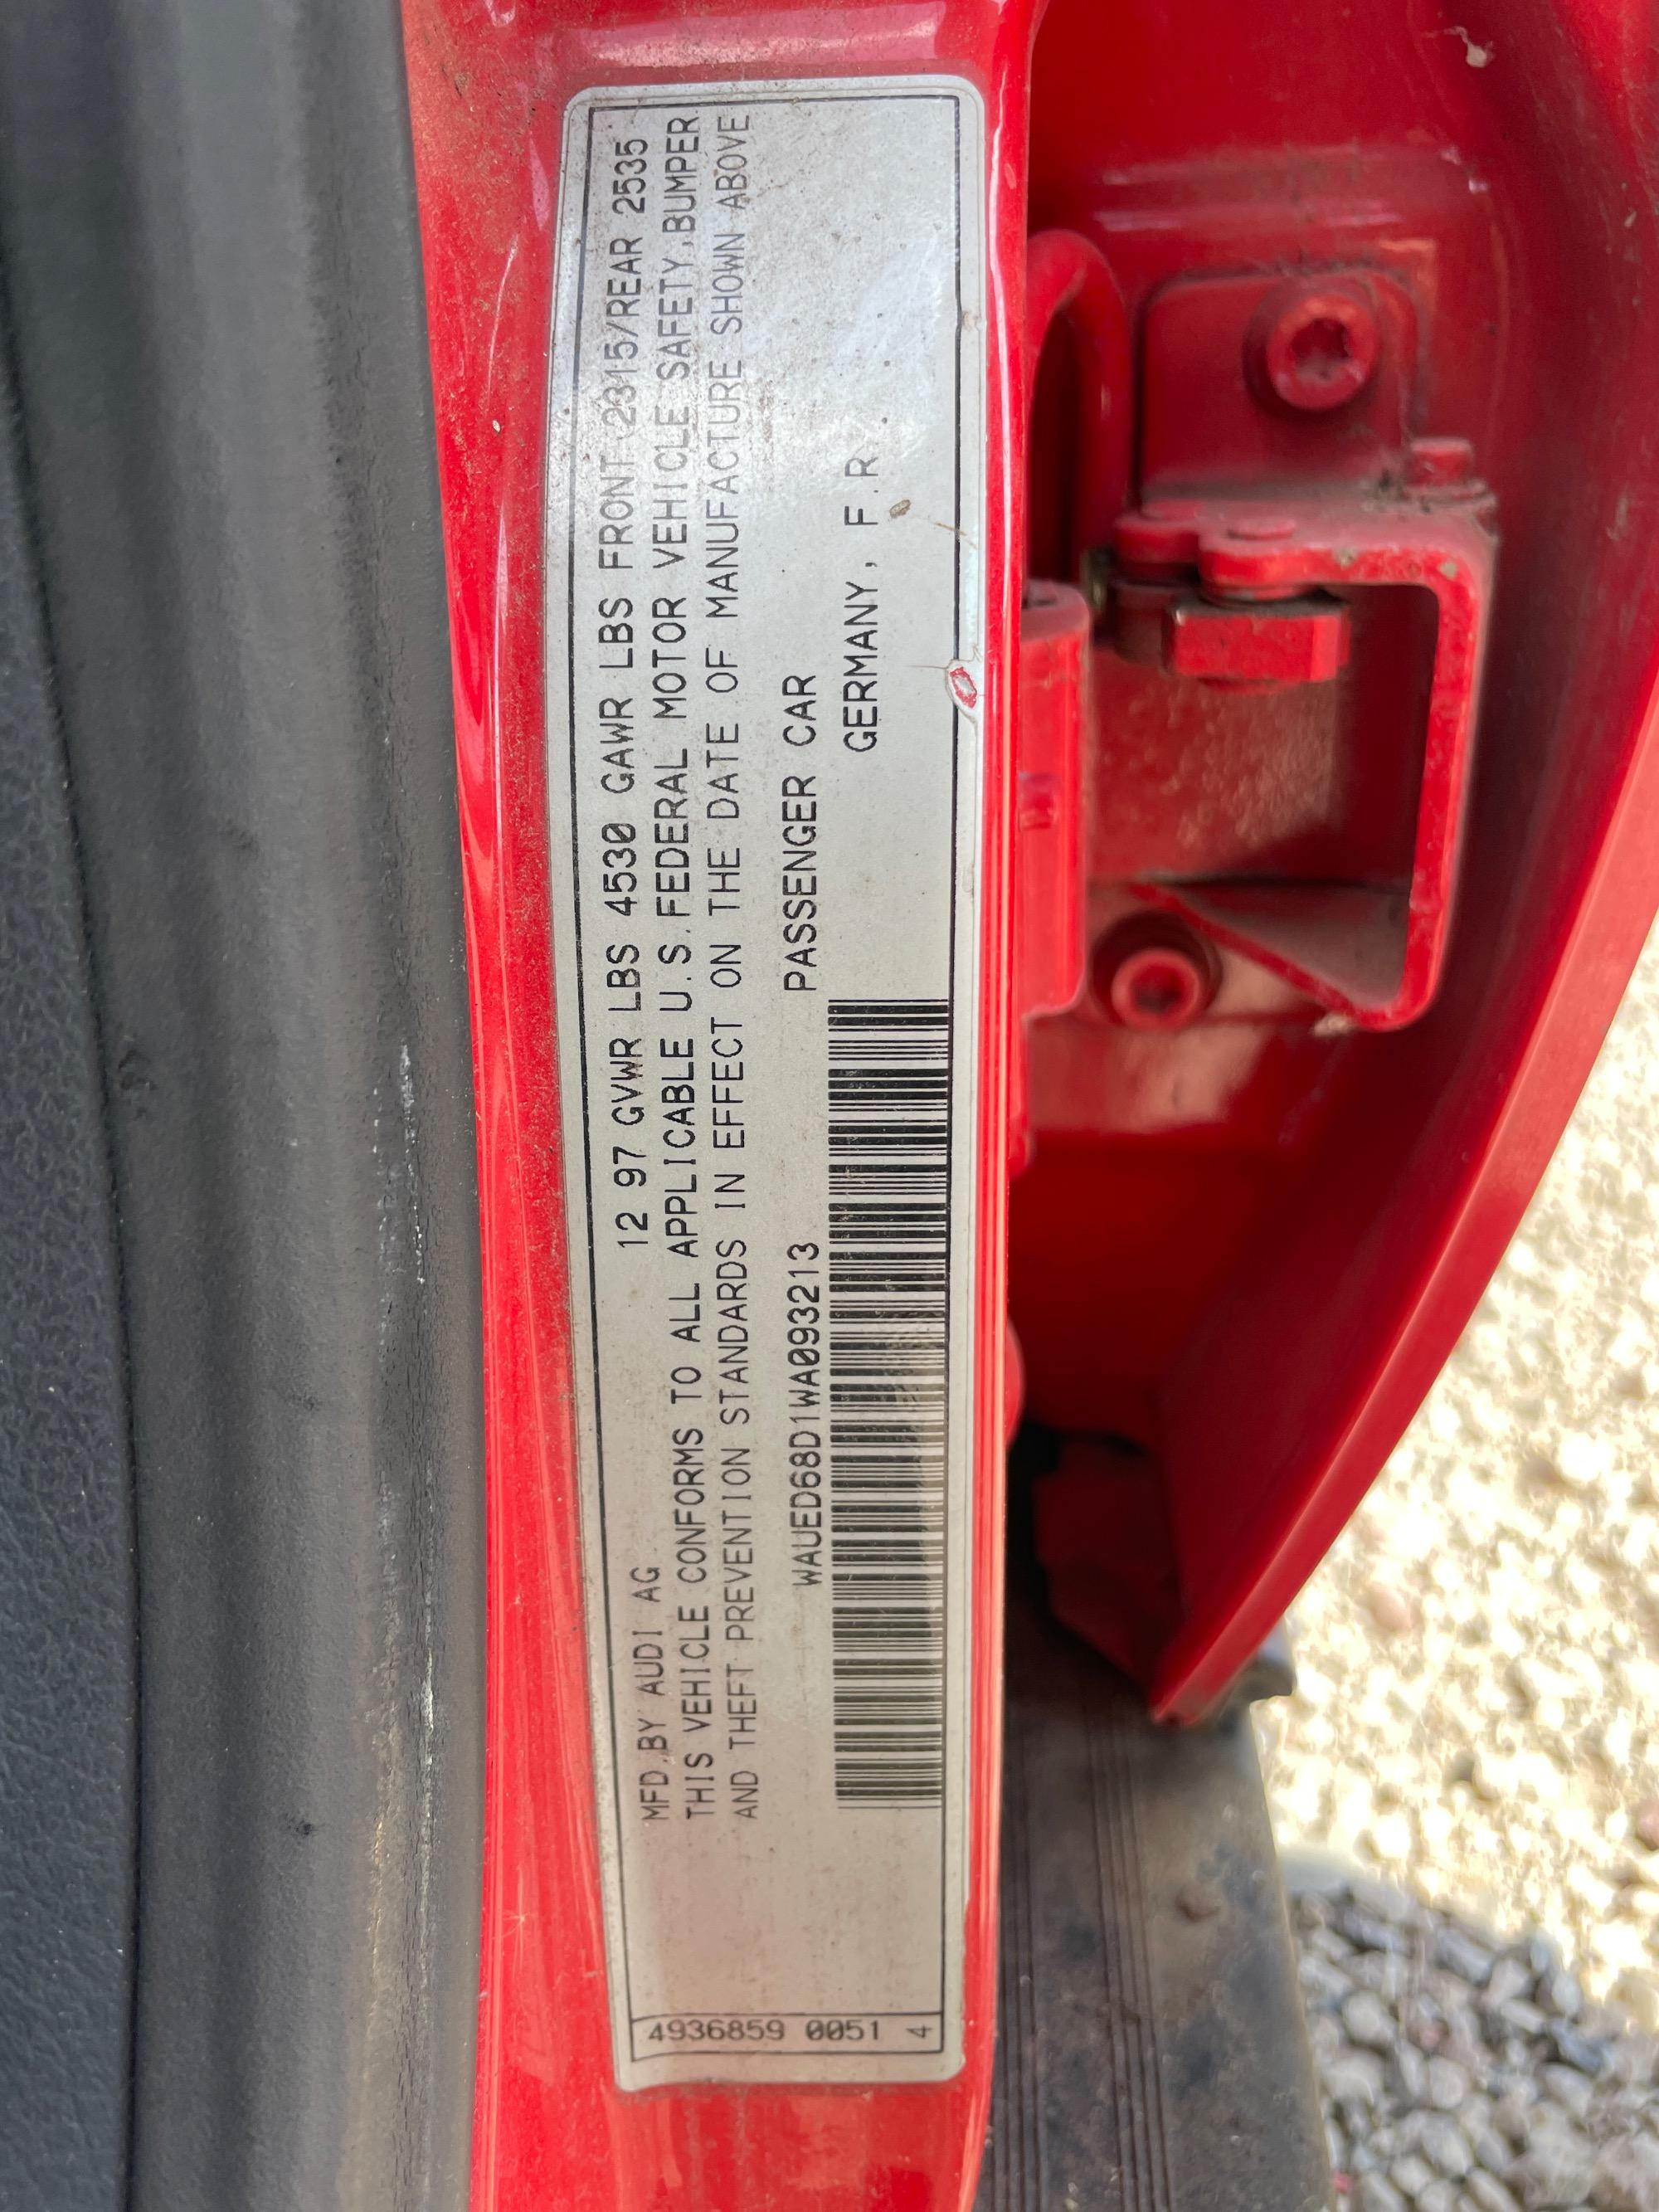 MFD.BY AUDI AG 12 97 GVWR LBS 4530 GAWR LBS FRONT 2315/REAR 2535
THIS VEHICLE CONFORMS TO ALL APPLICABLE U.S.FEDERAL MOTOR VEHICLE SAFETY,BUMPER
AND THEFT PREVENTION STANDARDS IN EFFECT ON THE DATE OF MANUFACTURE SHOWN ABOVE
WAUED68D1WA093213 PASSENGER CAR
GERMANY, F.R.
4936859 0051 4